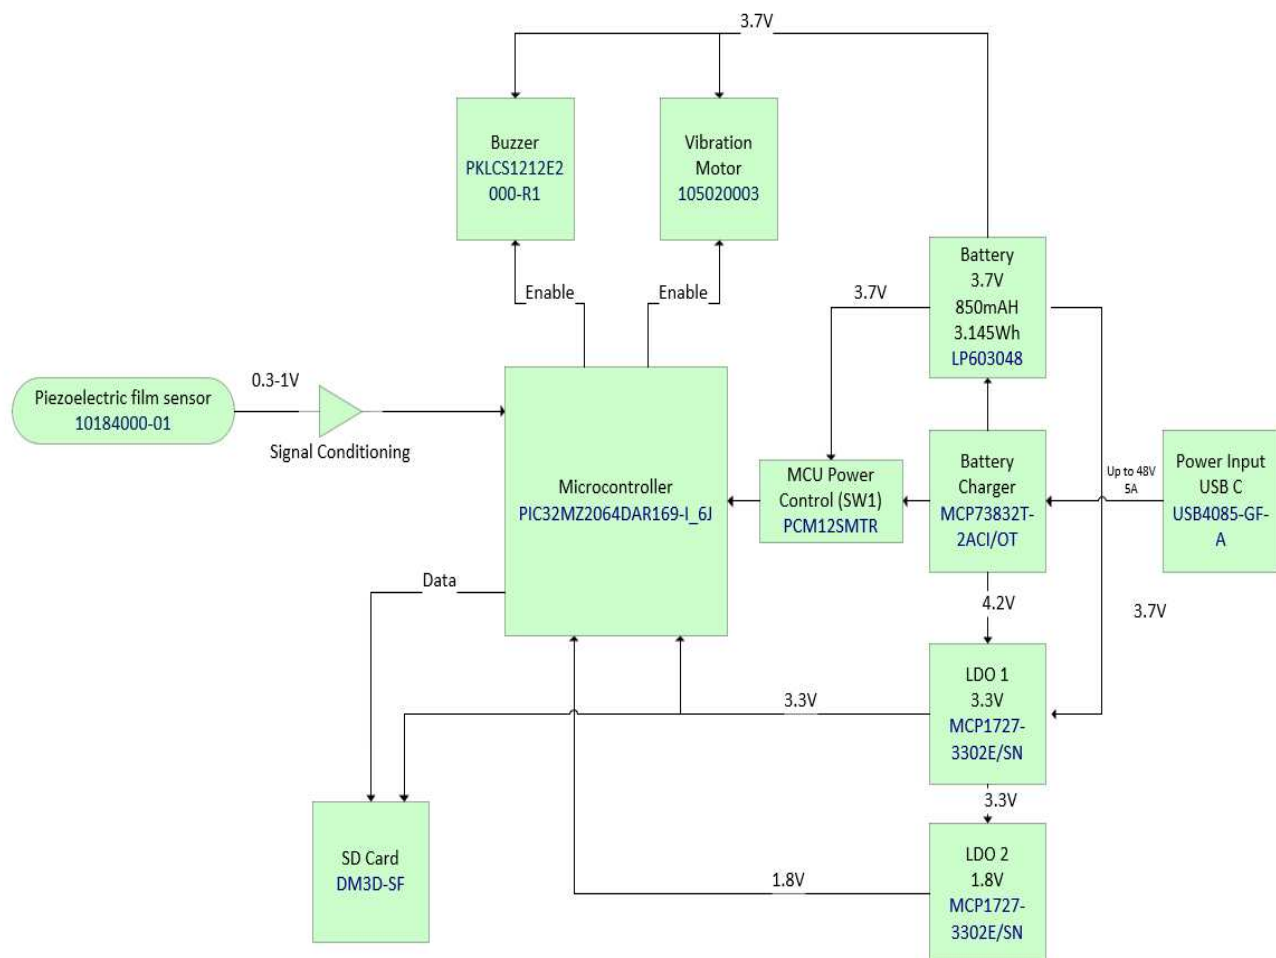 3.7V
Buzzer
PKLCS1212E2
000-R1
Vibration
Motor
105020003
Battery
3.7V
850mAH
3.145Wh
LP603048
Enable
Enable
3.7V
Piezoelectric film sensor
10184000-01
0.3-1V
Signal Conditioning
Microcontroller
PIC32MZ2064DAR169-I_6J
MCU Power
Control (SW1)
PCM12SMTR
Battery
Charger
MCP73832T-
2ACI/OT
Up to 48V
5A
Power Input
USB C
USB4085-GF-
A
Data
4.2V
3.7V
LDO 1
3.3V
MCP1727-
3302E/SN
3.3V
3.3V
SD Card
DM3D-SF
LDO 2
1.8V
MCP1727-
3302E/SN
1.8V